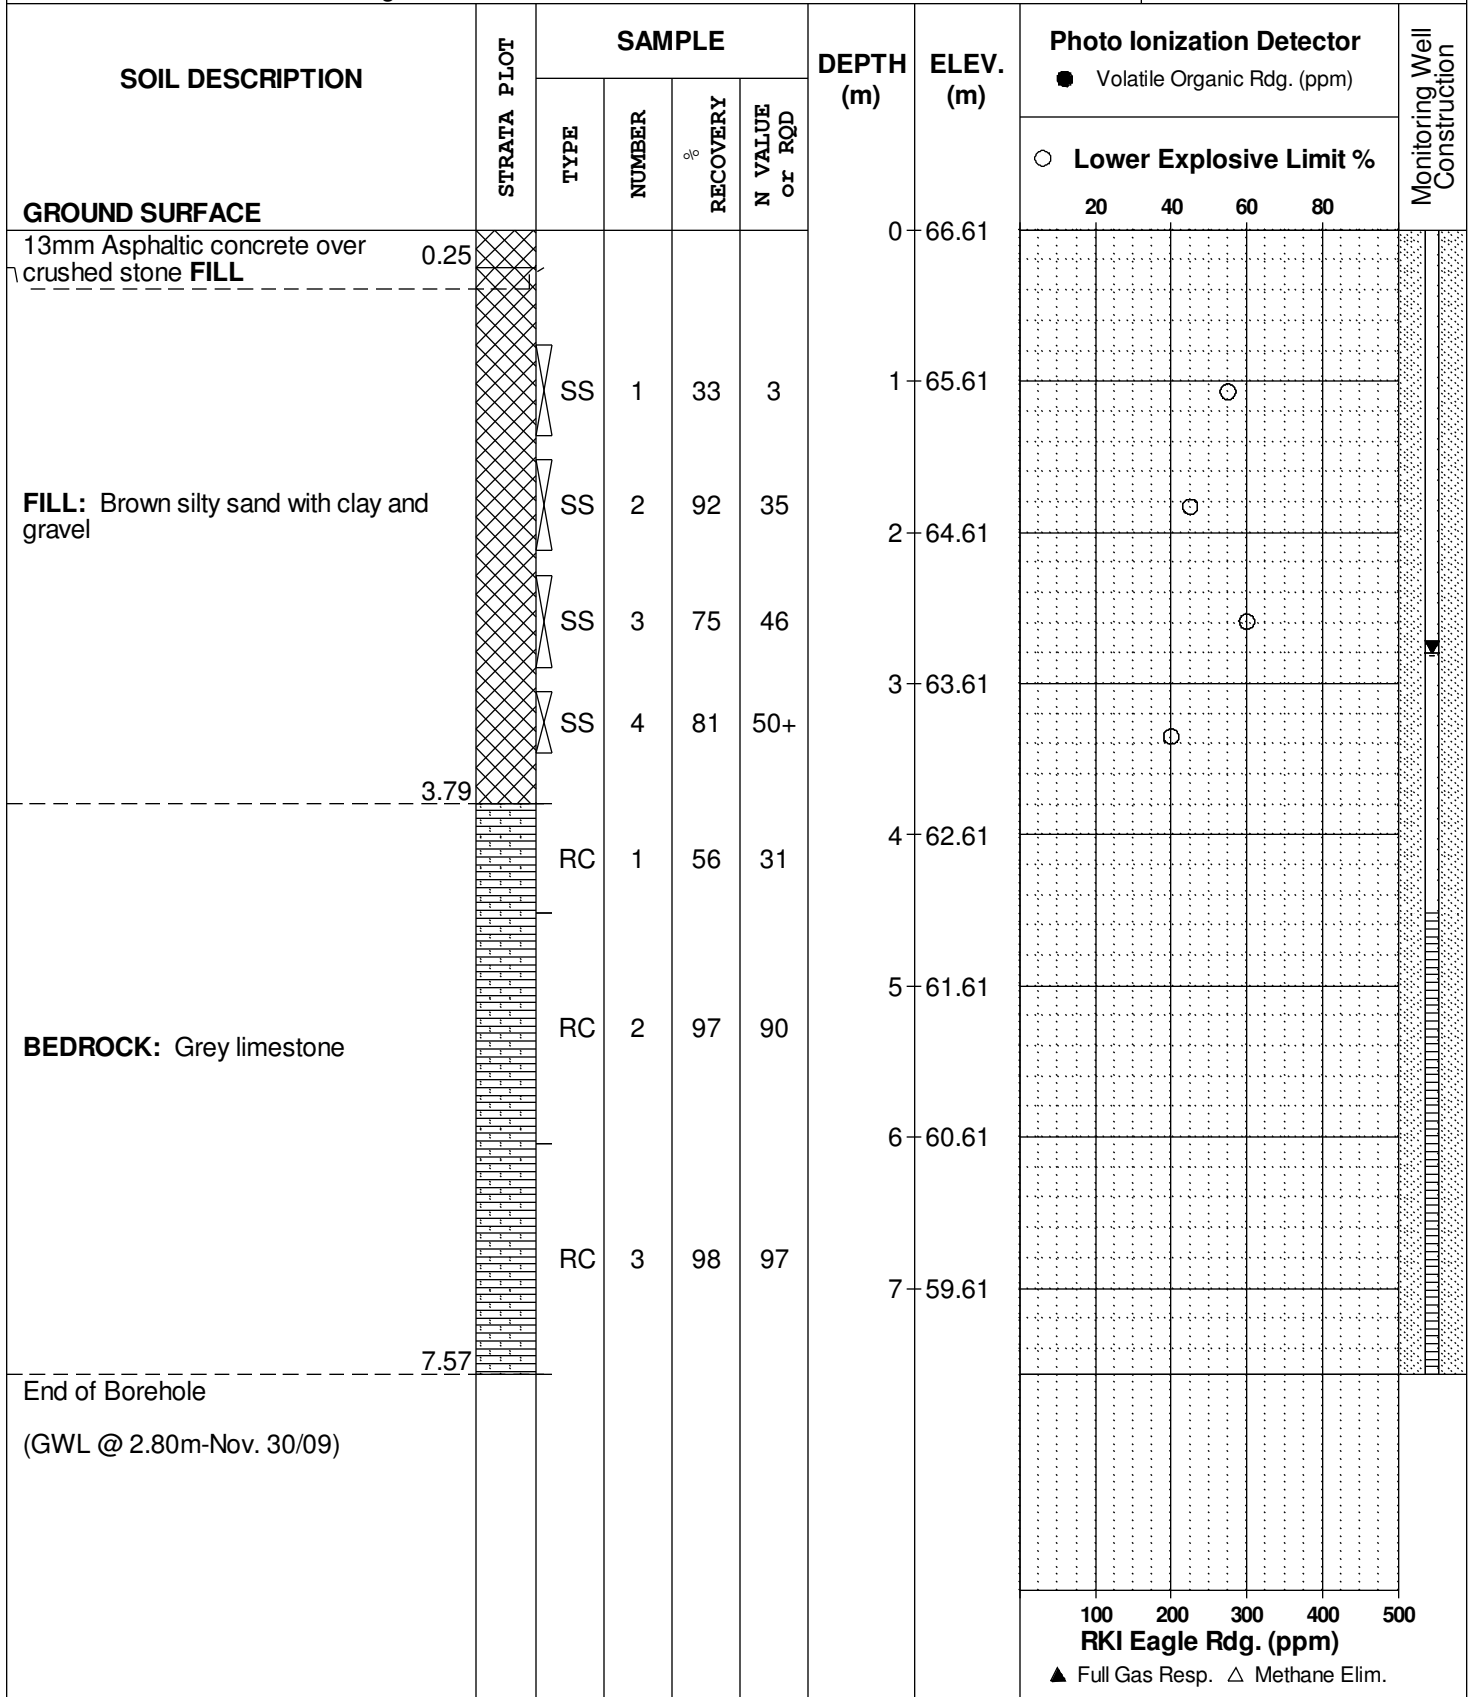 SOIL DESCRIPTION
GROUND SURFACE
STRATA PLOT
SAMPLE
TYPE
NUMBER
%
RECOVERY
N VALUE
or RQD
DEPTH
(m)
ELEV.
(m)
Photo Ionization Detector
● Volatile Organic Rdg. (ppm)
○ Lower Explosive Limit %
20 40 60 80
Monitoring Well
Construction
0 66.61
13mm Asphaltic concrete over
crushed stone FILL
0.25
SS 1 33 3
1 65.61
FILL: Brown silty sand with clay and
gravel
SS 2 92 35
2 64.61
SS 3 75 46
3 63.61
SS 4 81 50+
3.79
4 62.61
RC 1 56 31
5 61.61
BEDROCK: Grey limestone
RC 2 97 90
6 60.61
RC 3 98 97
7 59.61
7.57
End of Borehole
(GWL @ 2.80m-Nov. 30/09)
100 200 300 400 500
RKI Eagle Rdg. (ppm)
▲ Full Gas Resp. △ Methane Elim.